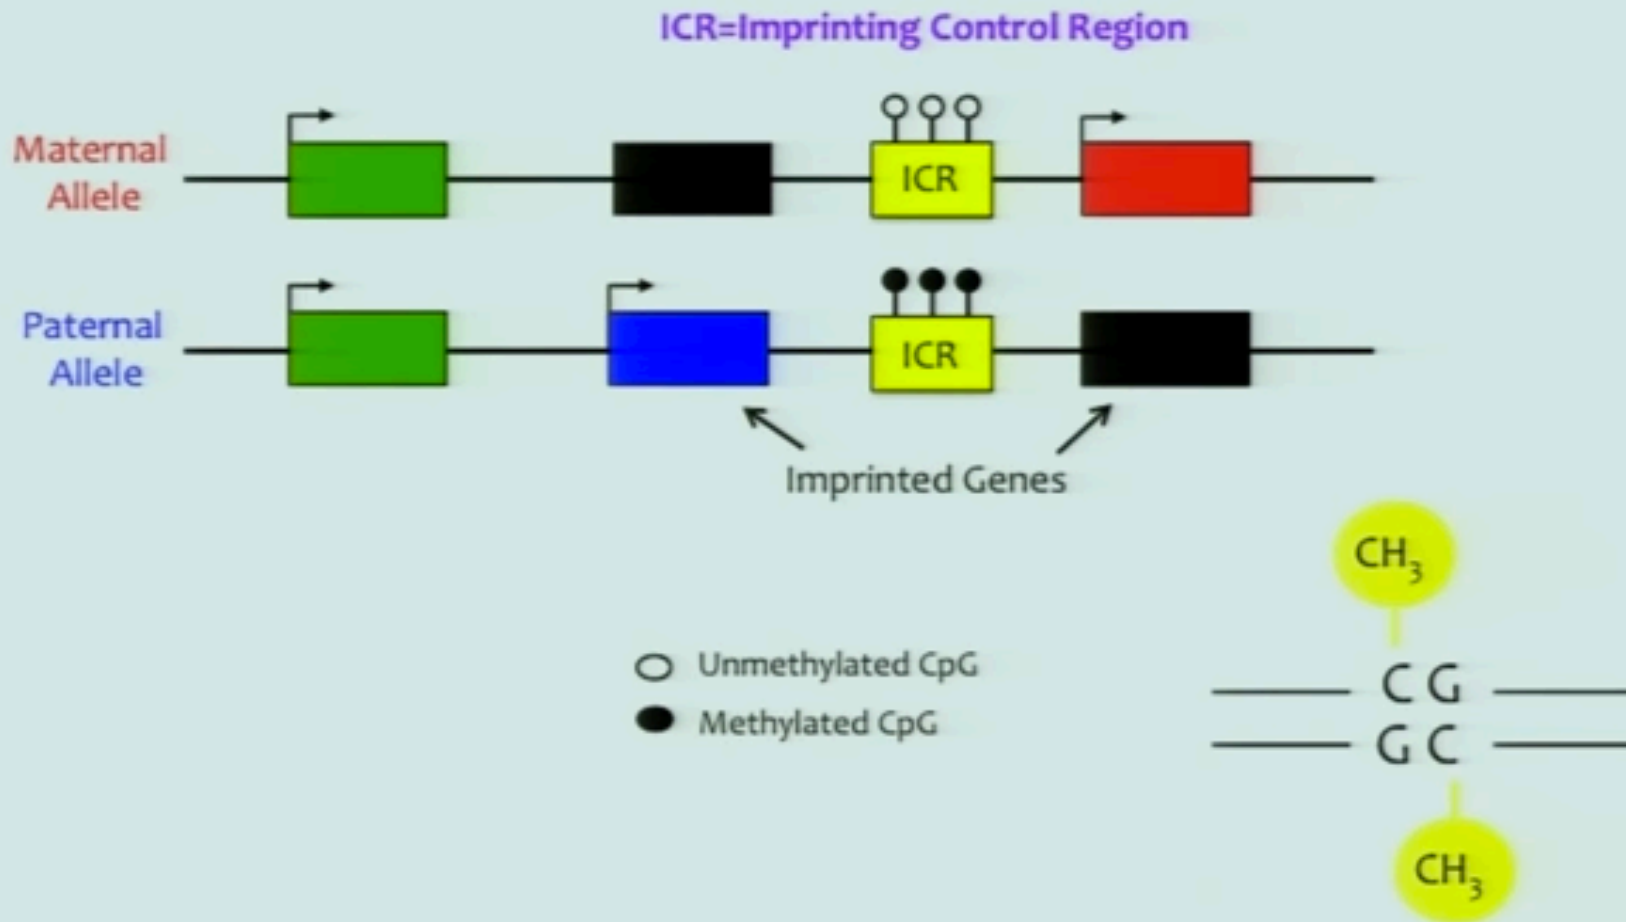 ICR=Imprinting Control Region
Maternal
Allele
ICR
Paternal
Allele
ICR
Imprinted Genes
CH₃
Unmethylated CpG
Methylated CpG
C G
G C
CH₃